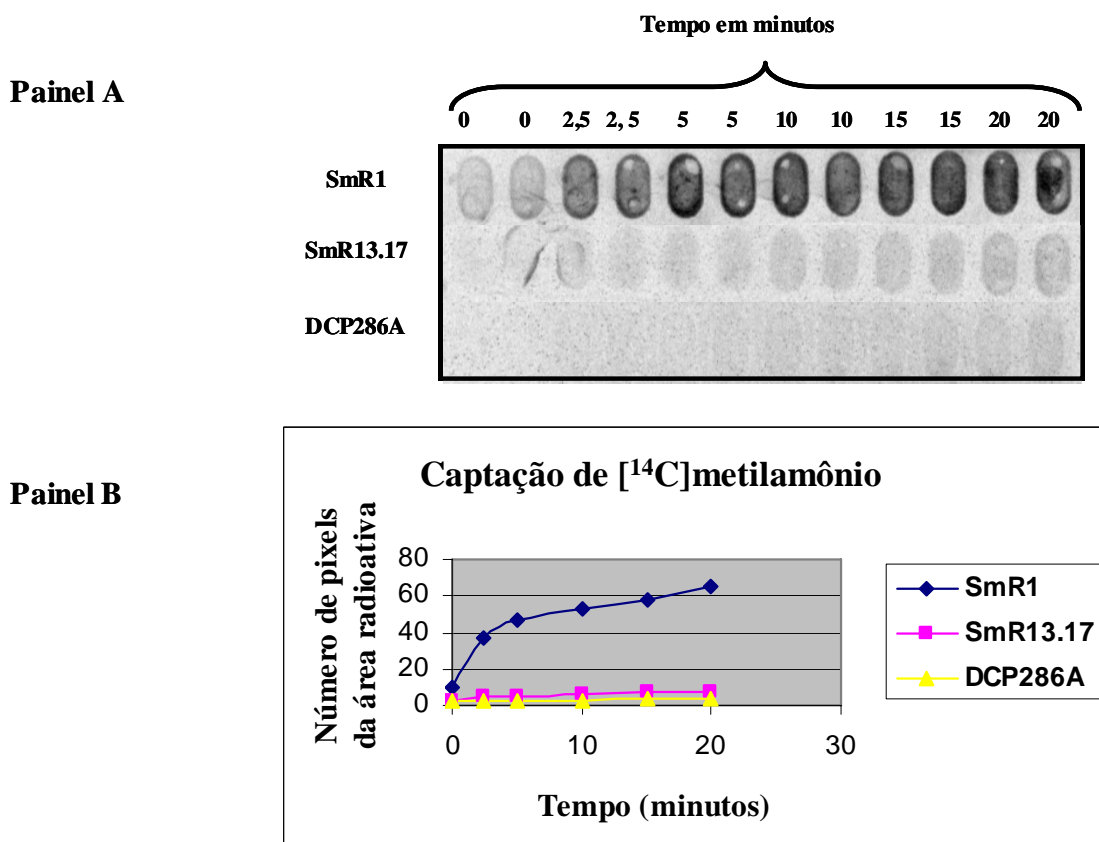 Tempo em minutos
Painel A
0 0 2,5 2, 5 5 5 10 10 15 15 20 20
SmR1
SmR13.17
DCP286A
Painel B
Captação de [¹⁴C]metilamônio
Número de pixels
da área radioativa
80
60
40
20
0
0 10 20 30
Tempo (minutos)
SmR1
SmR13.17
DCP286A